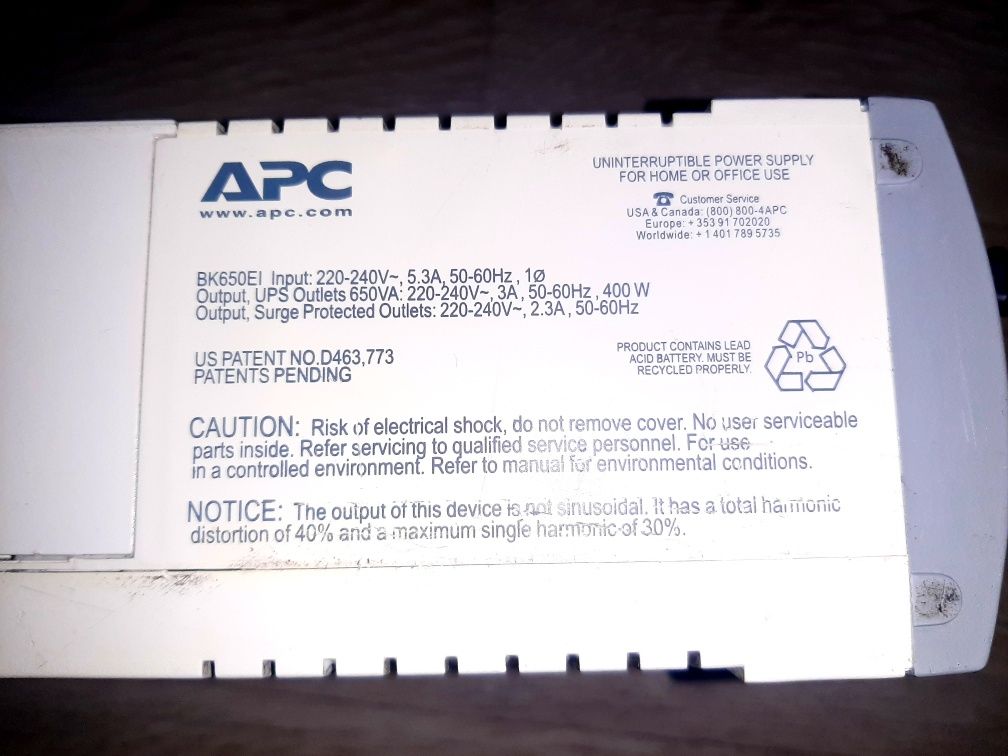 APC
www.apc.com
UNINTERRUPTIBLE POWER SUPPLY
FOR HOME OR OFFICE USE
☎ Customer Service
USA & Canada: (800) 800-4APC
Europe: + 353 91 702020
Worldwide: + 1 401 789 5735
BK650EI Input: 220-240V~, 5.3A, 50-60Hz , 1Ø
Output, UPS Outlets 650VA: 220-240V~, 3A , 50-60Hz , 400 W
Output, Surge Protected Outlets: 220-240V~, 2.3A , 50-60Hz
US PATENT NO.D463,773
PATENTS PENDING
PRODUCT CONTAINS LEAD
ACID BATTERY. MUST BE
RECYCLED PROPERLY.
Pb
CAUTION: Risk of electrical shock, do not remove cover. No user serviceable
parts inside. Refer servicing to qualified service personnel. For use
in a controlled environment. Refer to manual for environmental conditions.
NOTICE: The output of this device is not sinusoidal. It has a total harmonic
distortion of 40% and a maximum single harmonic of 30%.